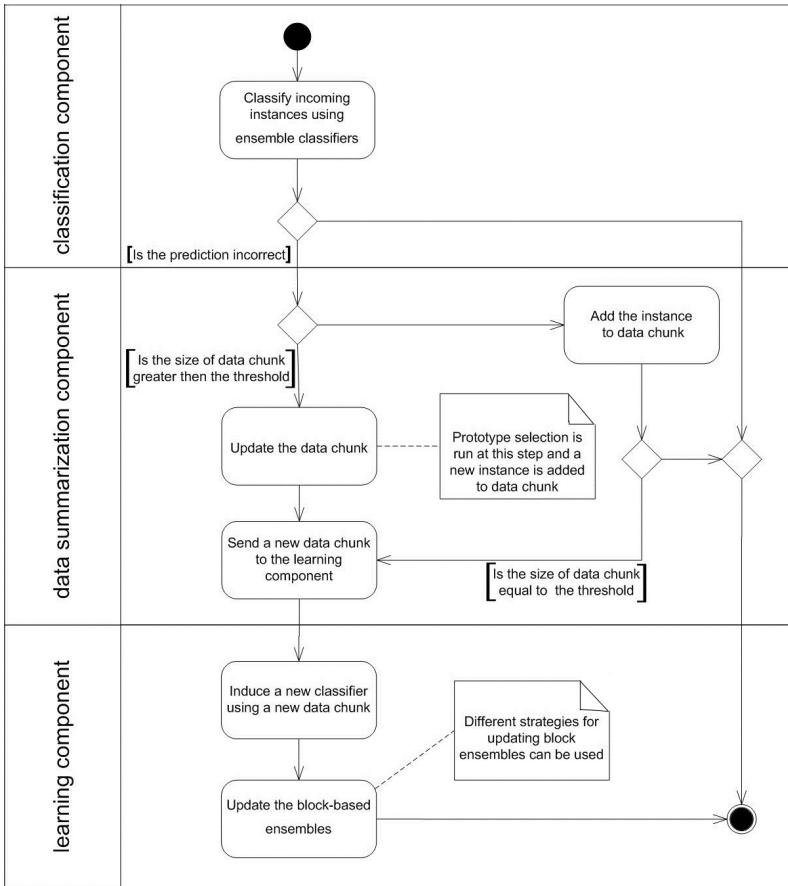 classification component
Classify incoming
instances using
ensemble classifiers
[Is the prediction incorrect]
data summarization component
Add the instance
to data chunk
[Is the size of data chunk
greater then the threshold]
Update the data chunk
Prototype selection is
run at this step and a
new instance is added
to data chunk
Send a new data chunk
to the learning
component
[Is the size of data chunk
equal to the threshold]
learning component
Induce a new classifier
using a new data chunk
Different strategies for
updating block
ensembles can be used
Update the block-based
ensembles